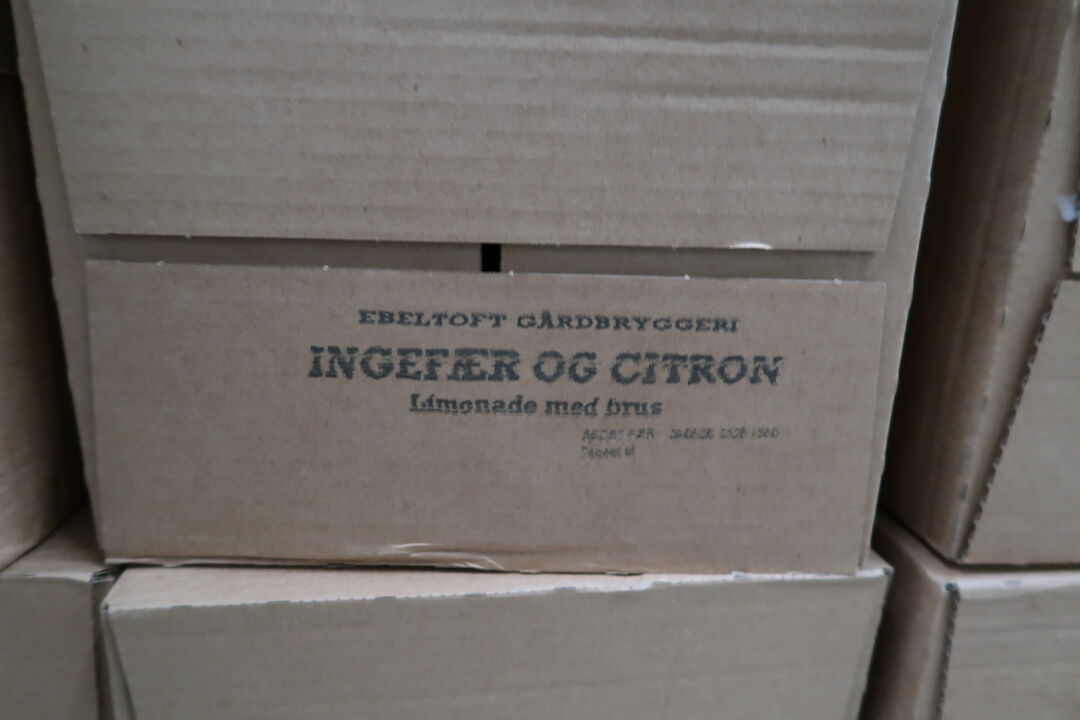 EBELTOFT GÅRDBRYGGERI
INGEFÆR OG CITRON
Limonade med brus